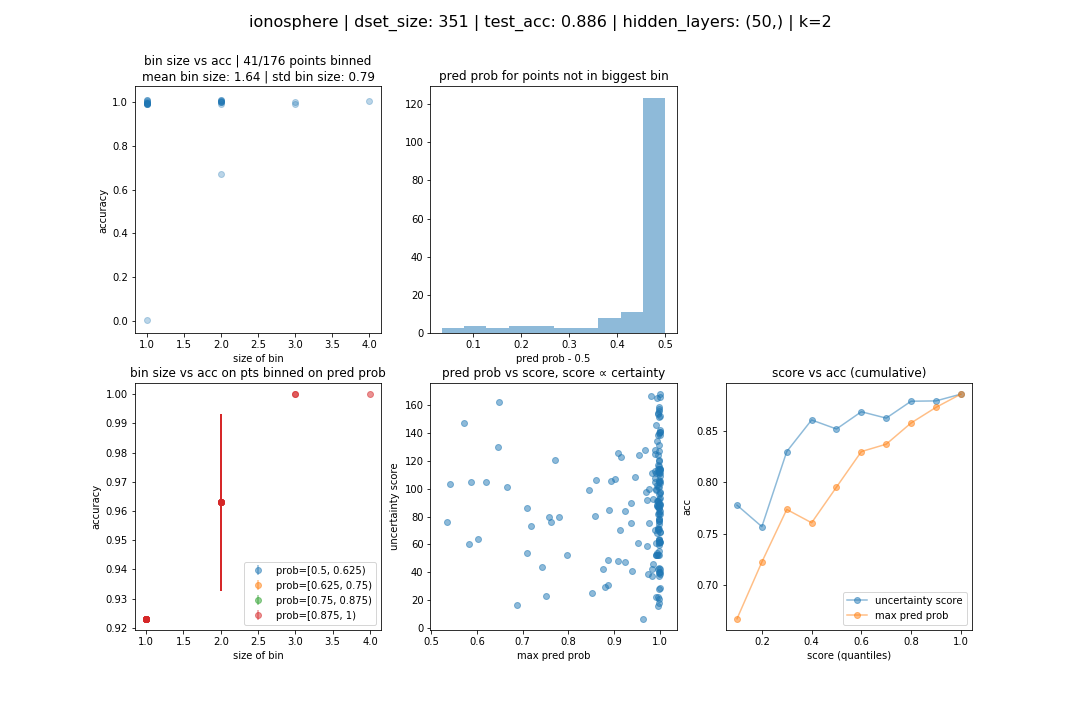 ionosphere | dset_size: 351 | test_acc: 0.886 | hidden_layers: (50,) | k=2
bin size vs acc | 41/176 points binned
mean bin size: 1.64 | std bin size: 0.79
1.0
0.8
0.6
0.4
0.2
0.0
accuracy
1.0 1.5 2.0 2.5 3.0 3.5 4.0
size of bin
pred prob for points not in biggest bin
120
100
80
60
40
20
0
0.1 0.2 0.3 0.4 0.5
pred prob - 0.5
bin size vs acc on pts binned on pred prob
1.00
0.99
0.98
0.97
0.96
0.95
0.94
0.93
0.92
accuracy
prob=[0.5, 0.625)
prob=[0.625, 0.75)
prob=[0.75, 0.875)
prob=[0.875, 1)
1.0 1.5 2.0 2.5 3.0 3.5 4.0
size of bin
pred prob vs score, score ∝ certainty
160
140
120
100
80
60
40
20
0
uncertainty score
0.5 0.6 0.7 0.8 0.9 1.0
max pred prob
score vs acc (cumulative)
0.85
0.80
0.75
0.70
acc
uncertainty score
max pred prob
0.2 0.4 0.6 0.8 1.0
score (quantiles)